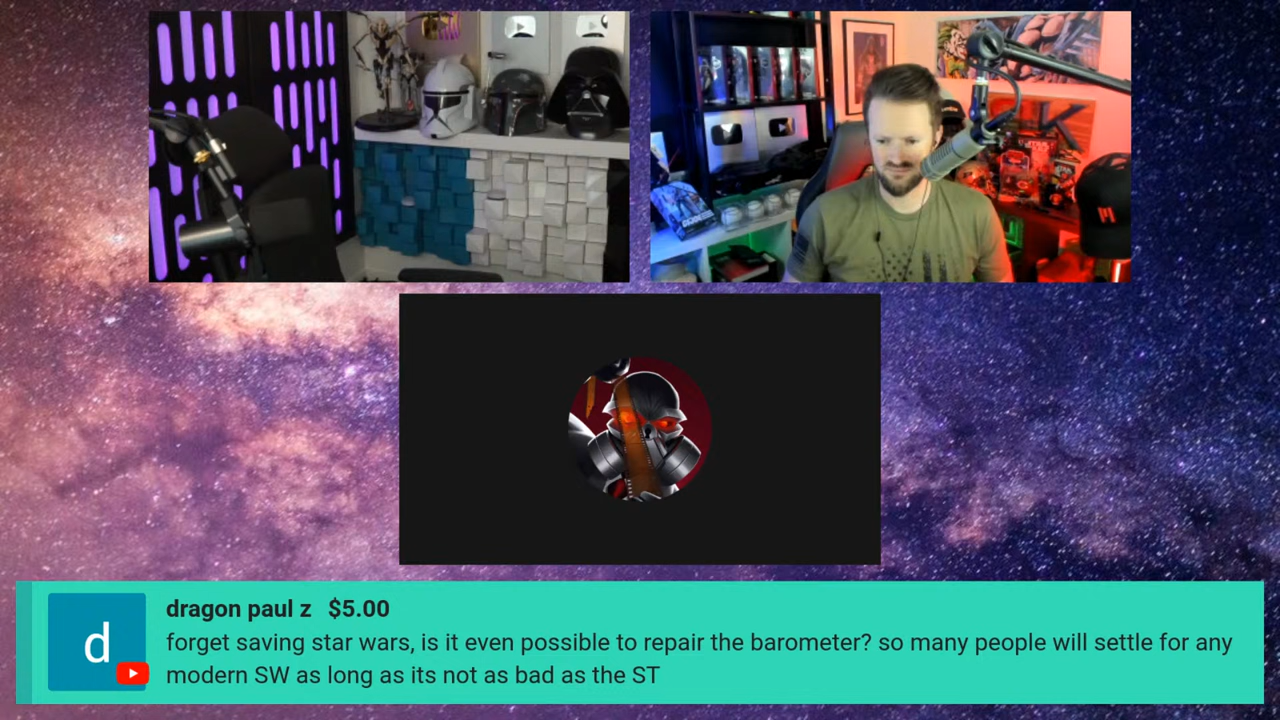 dragon paul z $5.00
d
forget saving star wars, is it even possible to repair the barometer? so many people will settle for any
modern SW as long as its not as bad as the ST